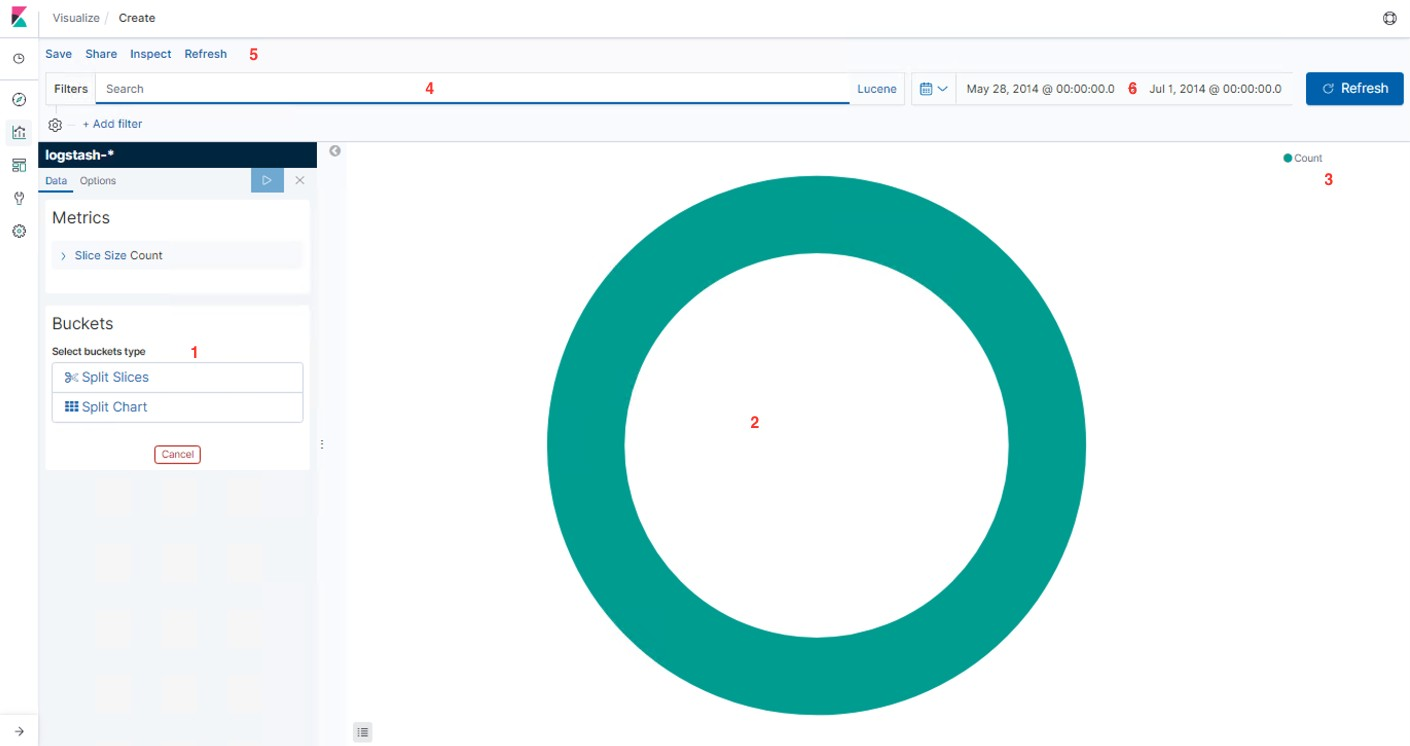 Visualize / Create
Save Share Inspect Refresh 5
Filters Search 4 Lucene May 28, 2014 @ 00:00:00.0 6 Jul 1, 2014 @ 00:00:00.0 Refresh
+ Add filter
logstash-*
Count
Data Options
3
Metrics
Slice Size Count
Buckets
Select buckets type 1
Split Slices
Split Chart
2
Cancel